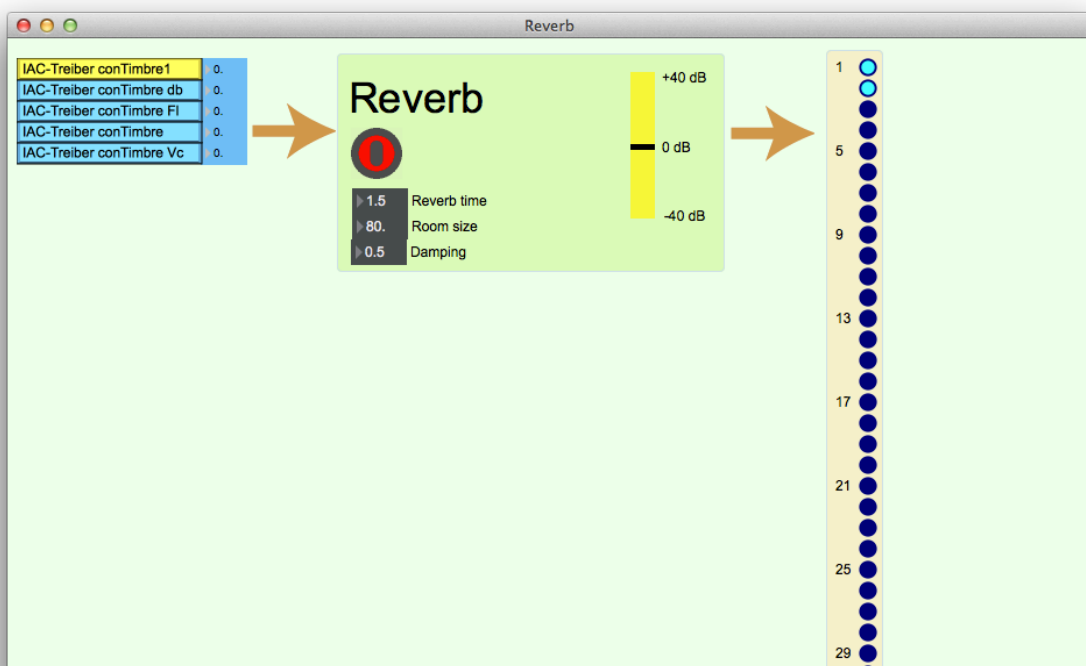 Reverb
IAC-Treiber conTimbre1 0.
IAC-Treiber conTimbre db 0.
IAC-Treiber conTimbre Fl 0.
IAC-Treiber conTimbre 0.
IAC-Treiber conTimbre Vc 0.
Reverb
0
1.5 Reverb time
80. Room size
0.5 Damping
+40 dB
0 dB
-40 dB
1
5
9
13
17
21
25
29